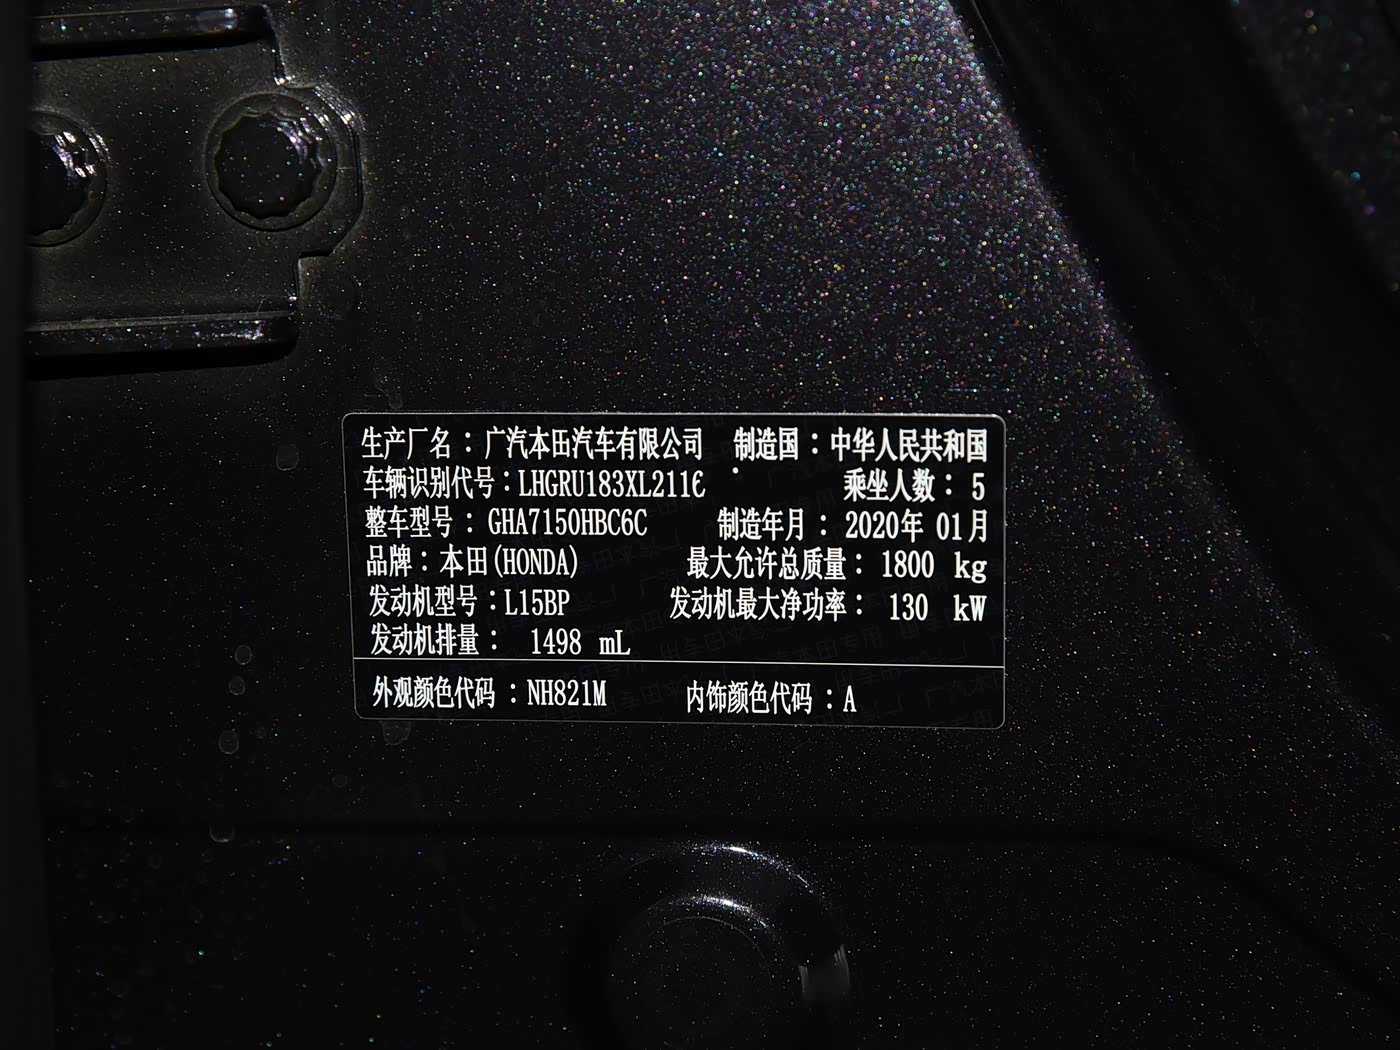 生产厂名：广汽本田汽车有限公司 制造国：中华人民共和国
车辆识别代号：LHGRU183XL211 乘坐人数：5
整车型号：GHA7150HBC6C 制造年月：2020年 01月
品牌：本田(HONDA) 最大允许总质量：1800 kg
发动机型号：L15BP 发动机最大净功率：130 kW
发动机排量：1498 mL
外观颜色代码：NH821M 内饰颜色代码：A